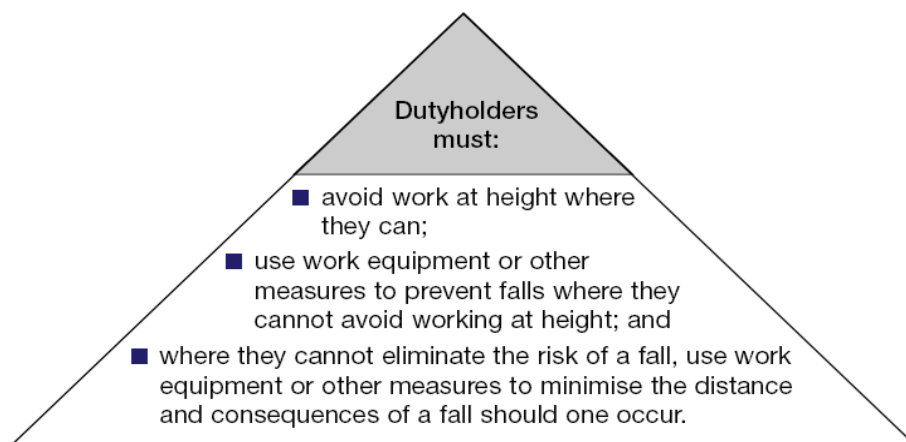 Dutyholders
must:
■ avoid work at height where
they can;
■ use work equipment or other
measures to prevent falls where they
cannot avoid working at height; and
■ where they cannot eliminate the risk of a fall, use work
equipment or other measures to minimise the distance
and consequences of a fall should one occur.